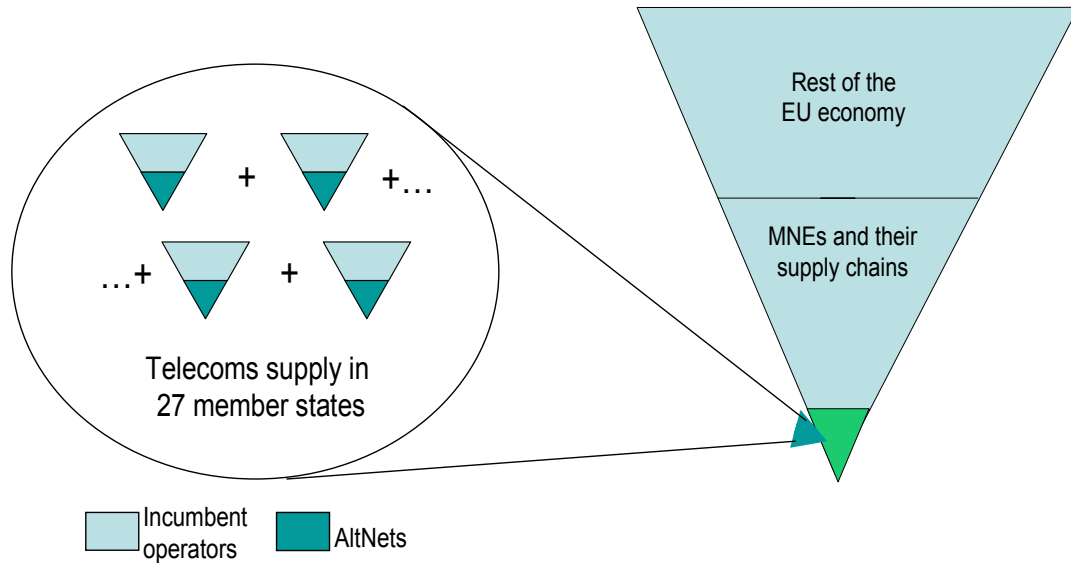 Rest of the
EU economy
+
+...
MNEs and their
supply chains
...+
+
Telecoms supply in
27 member states
Incumbent
operators
AltNets